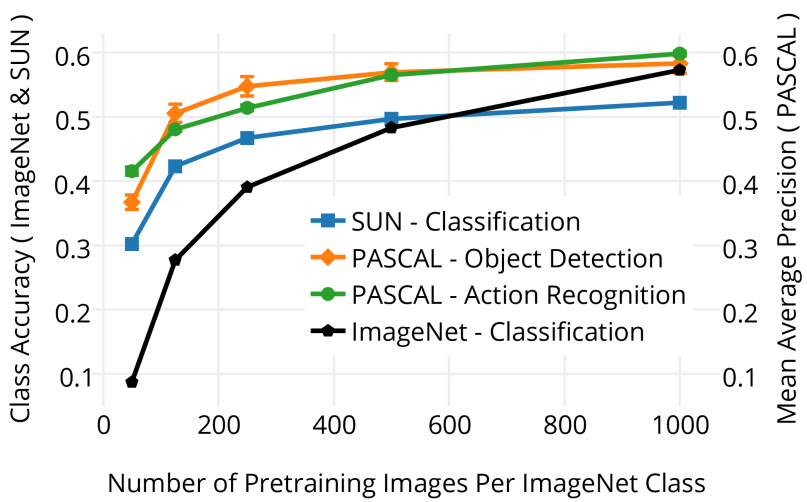 Class Accuracy ( ImageNet & SUN )
0.6
0.5
0.4
0.3
0.2
0.1
SUN - Classification
PASCAL - Object Detection
PASCAL - Action Recognition
ImageNet - Classification
0.6
0.5
0.4
0.3
0.2
0.1
Mean Average Precision ( PASCAL )
0 200 400 600 800 1000
Number of Pretraining Images Per ImageNet Class